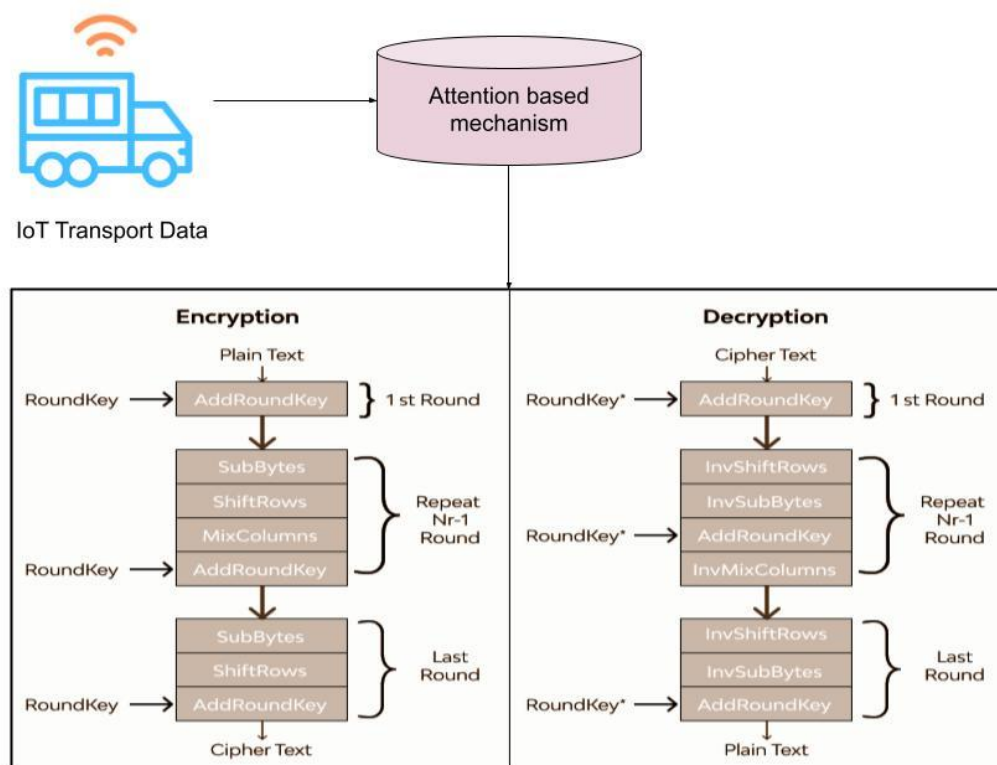 Attention based
mechanism
IoT Transport Data
Encryption
Plain Text
RoundKey
AddRoundKey
1 st Round
SubBytes
ShiftRows
MixColumns
AddRoundKey
Repeat
Nr-1
Round
RoundKey
SubBytes
ShiftRows
AddRoundKey
Last
Round
RoundKey
Cipher Text
Decryption
Cipher Text
RoundKey*
AddRoundKey
1 st Round
InvShiftRows
InvSubBytes
AddRoundKey
InvMixColumns
Repeat
Nr-1
Round
RoundKey*
InvShiftRows
InvSubBytes
AddRoundKey
Last
Round
RoundKey*
Plain Text